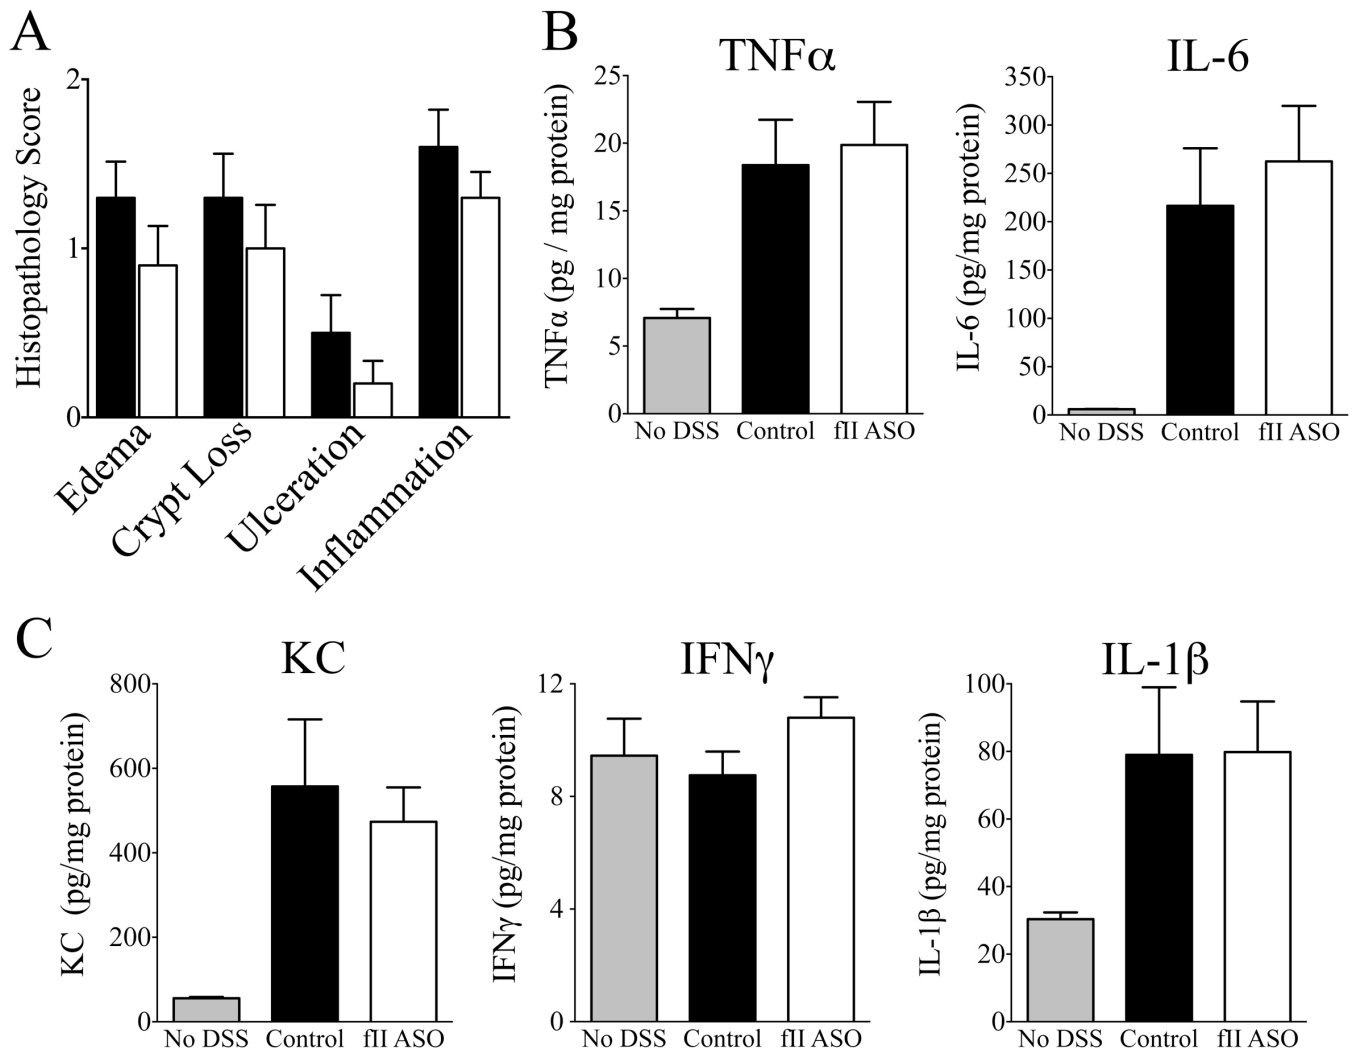 A
Histopathology Score
2
1
0
Edema
Crypt Loss
Ulceration
Inflammation
B
TNFα
TNFα (pg / mg protein)
25
20
15
10
5
0
No DSS Control fII ASO
IL-6
IL-6 (pg/mg protein)
350
300
250
200
150
100
50
0
No DSS Control fII ASO
C
KC
KC (pg/mg protein)
800
600
400
200
0
No DSS Control fII ASO
IFNγ
IFNγ (pg/mg protein)
12
8
4
0
No DSS Control fII ASO
IL-1β
IL-1β (pg/mg protein)
100
80
60
40
20
0
No DSS Control fII ASO